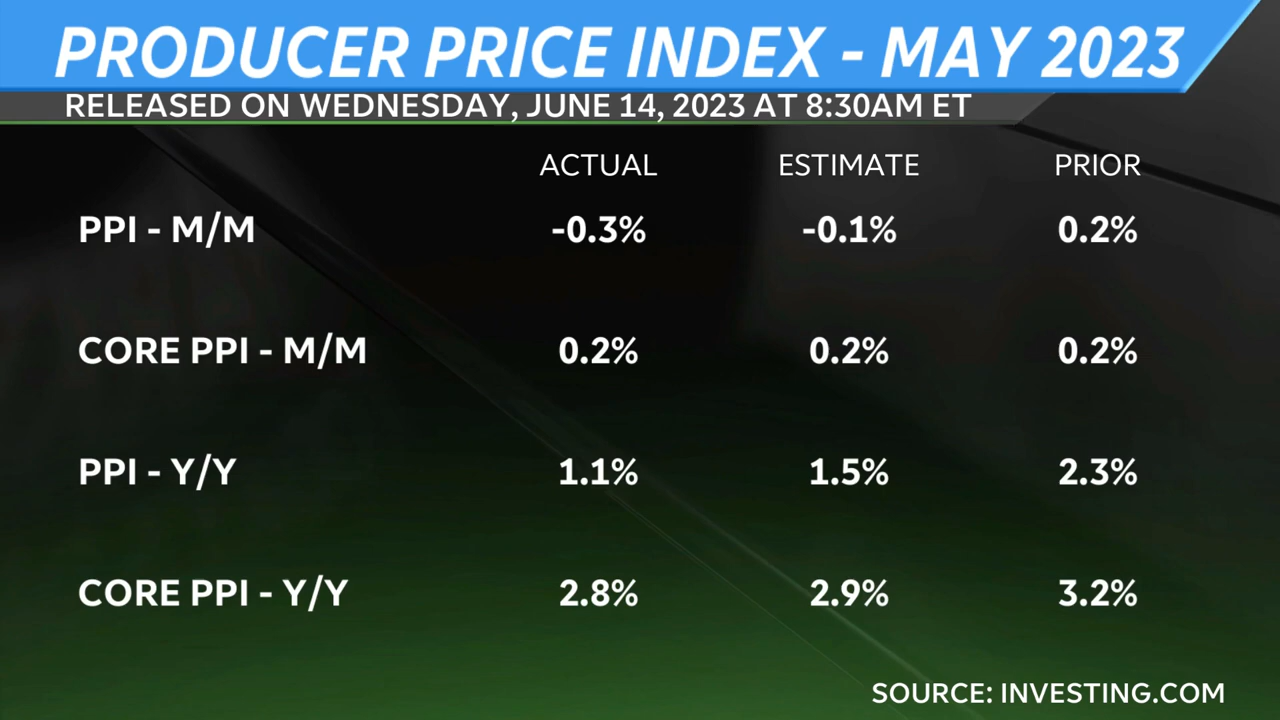 PRODUCER PRICE INDEX - MAY 2023
RELEASED ON WEDNESDAY, JUNE 14, 2023 AT 8:30AM ET
ACTUAL ESTIMATE PRIOR
PPI - M/M -0.3% -0.1% 0.2%
CORE PPI - M/M 0.2% 0.2% 0.2%
PPI - Y/Y 1.1% 1.5% 2.3%
CORE PPI - Y/Y 2.8% 2.9% 3.2%
SOURCE: INVESTING.COM